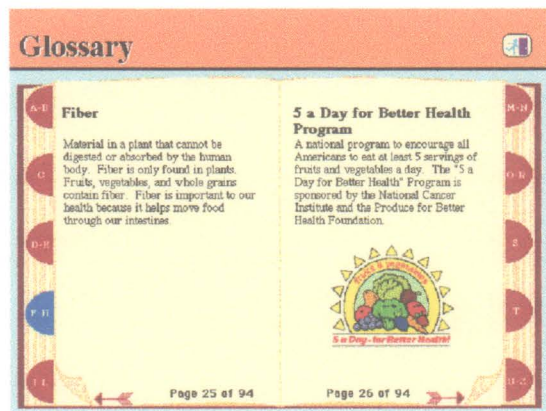 Glossary
Fiber
Material in a plant that cannot be
digested or absorbed by the human
body. Fiber is only found in plants.
Fruits, vegetables, and whole grains
contain fiber. Fiber is important to our
health because it helps move food
through our intestines.
Page 25 of 94
5 a Day for Better Health
Program
A national program to encourage all
Americans to eat at least 5 servings of
fruits and vegetables a day. The "5 a
Day for Better Health" Program is
sponsored by the National Cancer
Institute and the Produce for Better
Health Foundation.
fruits & vegetables
5 a Day-for Better Health!
Page 26 of 94
C
S
T